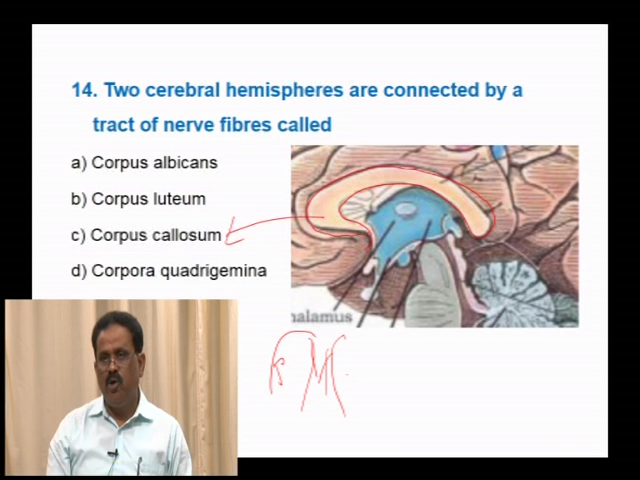 14. Two cerebral hemispheres are connected by a
tract of nerve fibres called
a) Corpus albicans
b) Corpus luteum
c) Corpus callosum
d) Corpora quadrigemina
halamus